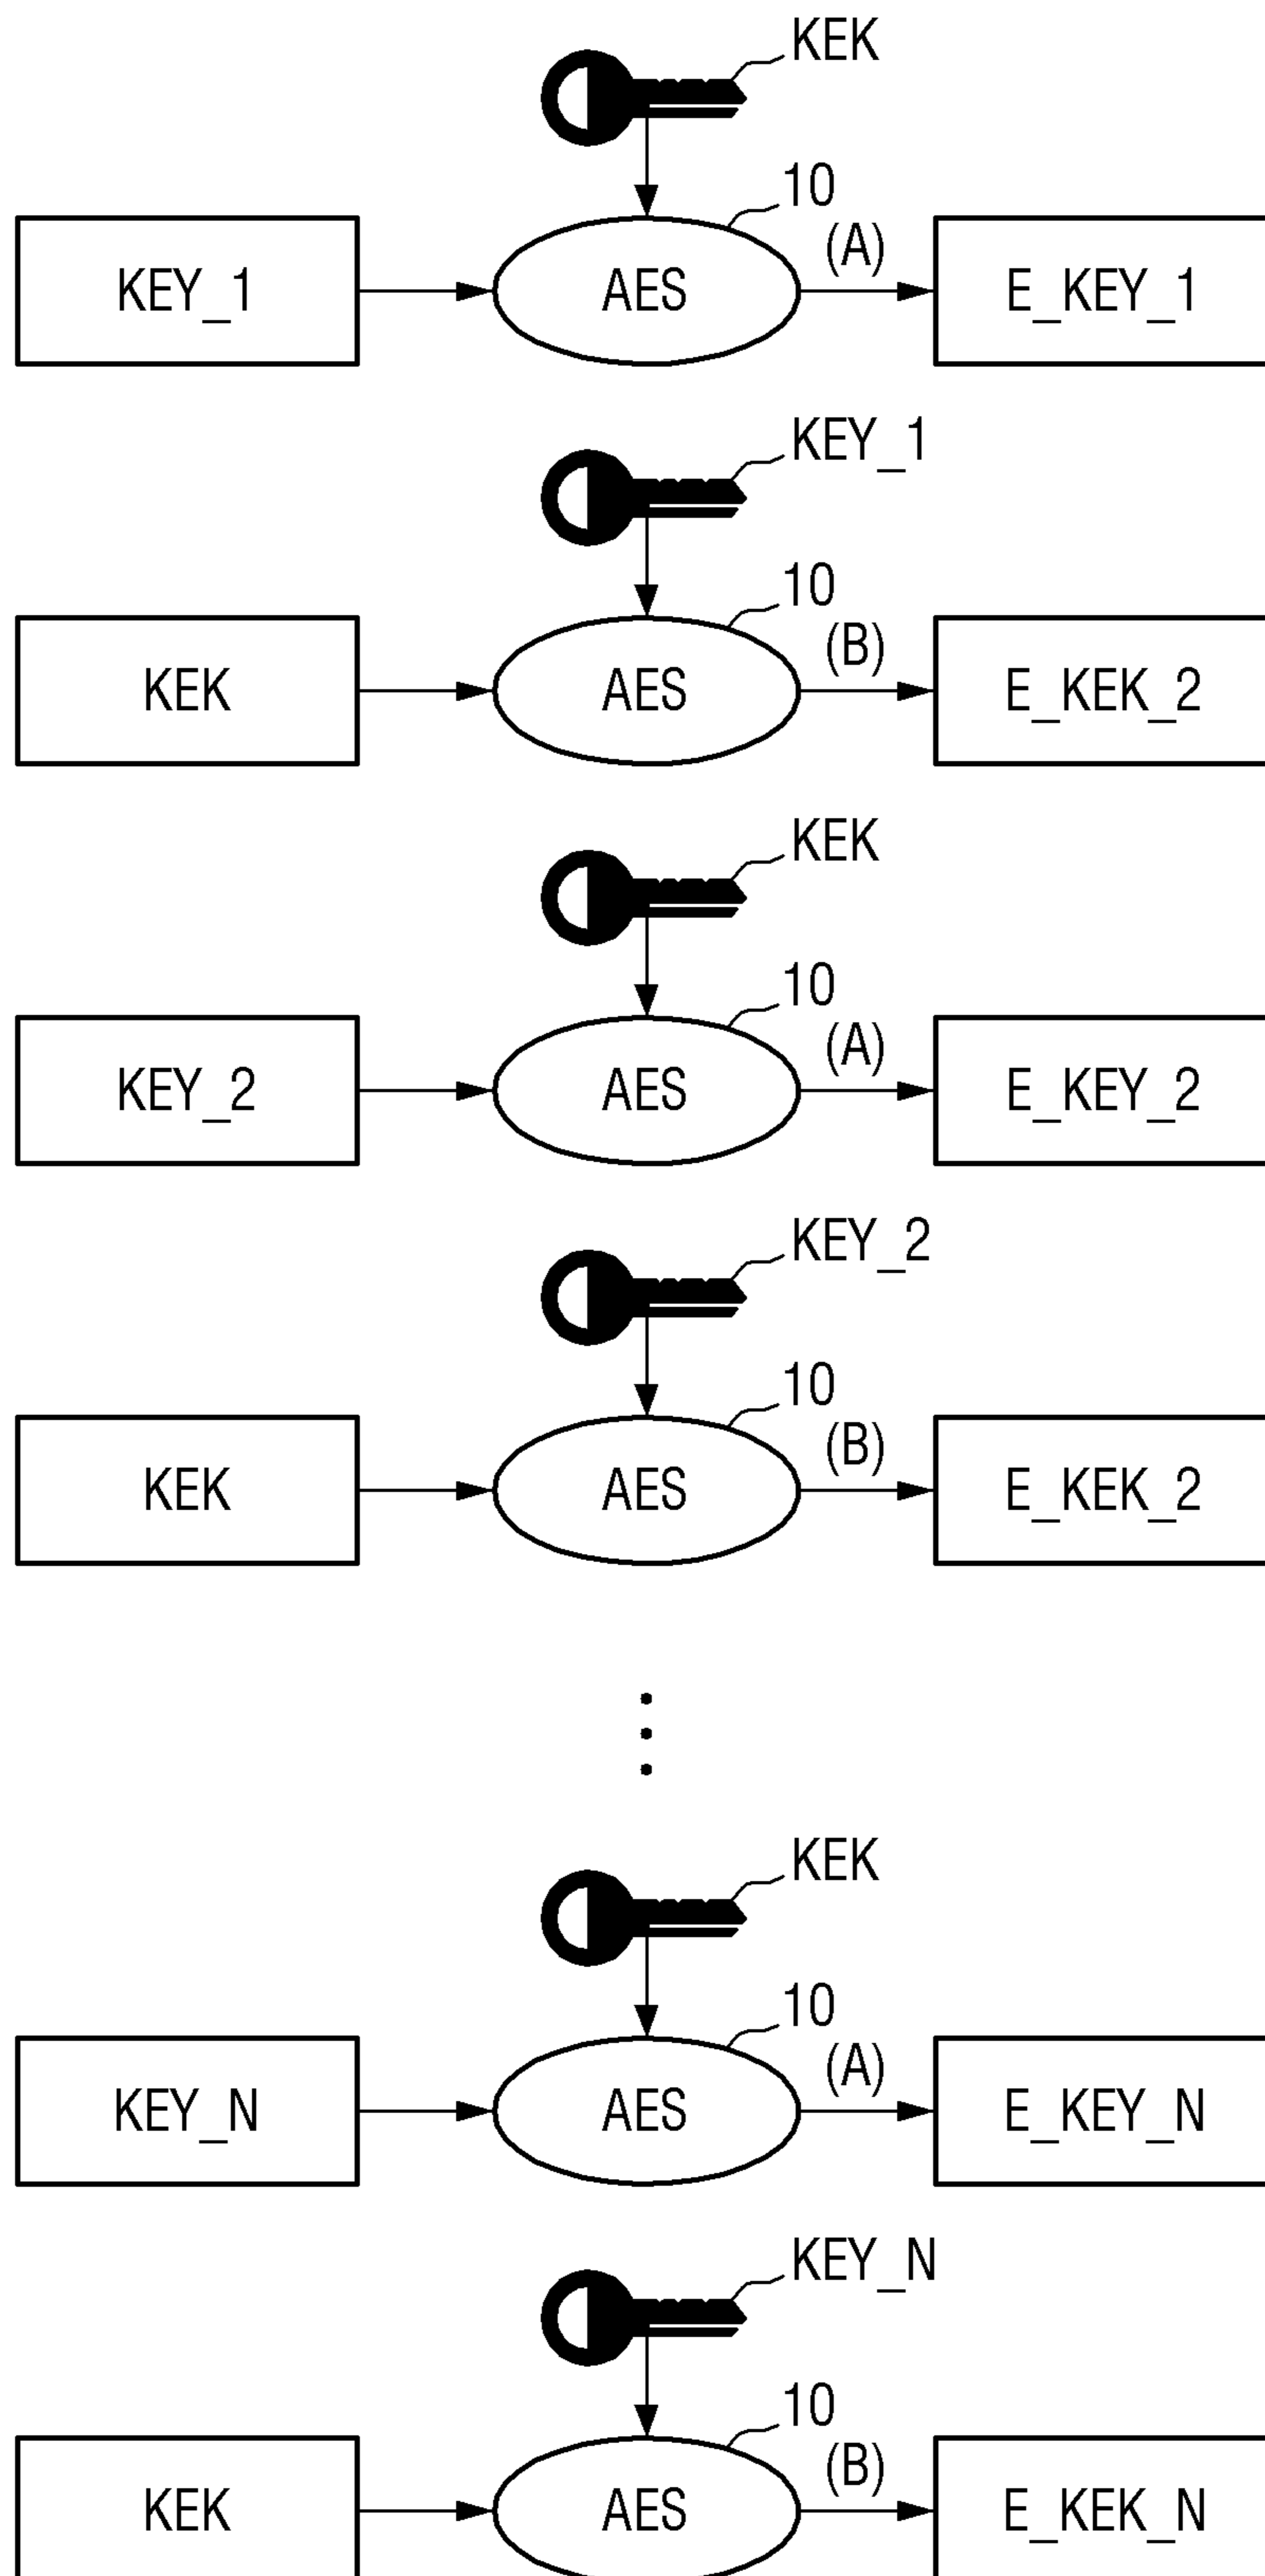 KEK
10
(A)
KEY_1 AES E_KEY_1
KEY_1
10
(B)
KEK AES E_KEK_2
KEK
10
(A)
KEY_2 AES E_KEY_2
KEY_2
10
(B)
KEK AES E_KEK_2
KEK
10
(A)
KEY_N AES E_KEY_N
KEY_N
10
(B)
KEK AES E_KEK_N